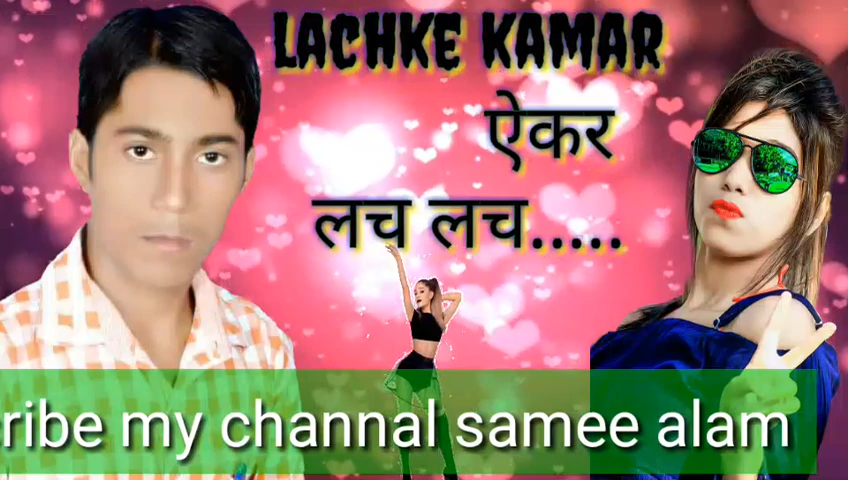 LACHKE KAMAR
ऐकर
लच लच.....
ribe my channal samee alam